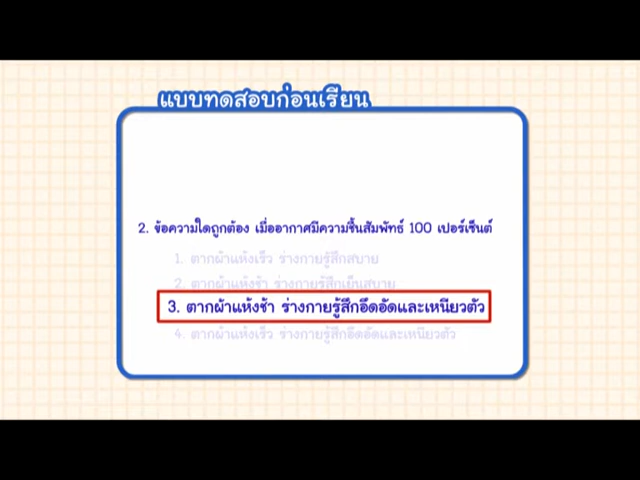 แบบทดสอบก่อนเรียน
2. ข้อความใดถูกต้อง เมื่ออากาศมีความชื้นสัมพัทธ์ 100 เปอร์เซ็นต์
1. ตากผ้าแห้งเร็ว ร่างกายรู้สึกสบาย
2. ตากผ้าแห้งช้า ร่างกายรู้สึกเย็นสบาย
3. ตากผ้าแห้งช้า ร่างกายรู้สึกอึดอัดและเหนียวตัว
4. ตากผ้าแห้งเร็ว ร่างกายรู้สึกอึดอัดและเหนียวตัว